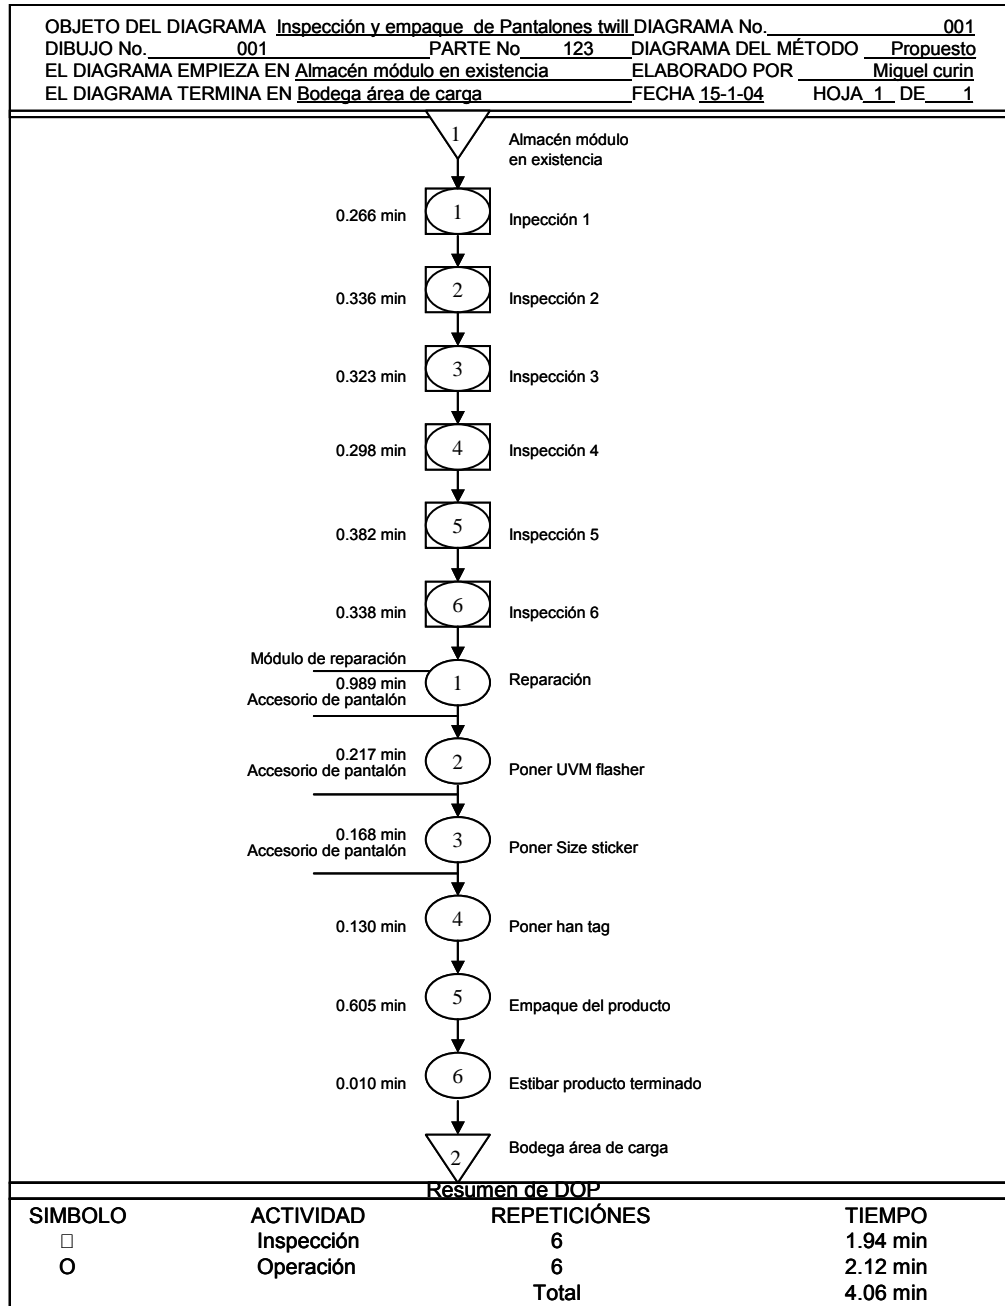 OBJETO DEL DIAGRAMA Inspección y empaque de Pantalones twill DIAGRAMA No. 001
DIBUJO No. 001 PARTE No 123 DIAGRAMA DEL MÉTODO Propuesto
EL DIAGRAMA EMPIEZA EN Almacén módulo en existencia ELABORADO POR Miguel curin
EL DIAGRAMA TERMINA EN Bodega área de carga FECHA 15-1-04 HOJA 1 DE 1
1 Almacén módulo
en existencia
0.266 min 1 Inpección 1
0.336 min 2 Inspección 2
0.323 min 3 Inspección 3
0.298 min 4 Inspección 4
0.382 min 5 Inspección 5
0.338 min 6 Inspección 6
Módulo de reparación
0.989 min 1 Reparación
Accesorio de pantalón
0.217 min 2 Poner UVM flasher
Accesorio de pantalón
0.168 min 3 Poner Size sticker
Accesorio de pantalón
0.130 min 4 Poner han tag
0.605 min 5 Empaque del producto
0.010 min 6 Estibar producto terminado
2 Bodega área de carga
Resumen de DOP
SIMBOLO ACTIVIDAD REPETICIÓNES TIEMPO
□ Inspección 6 1.94 min
O Operación 6 2.12 min
Total 4.06 min